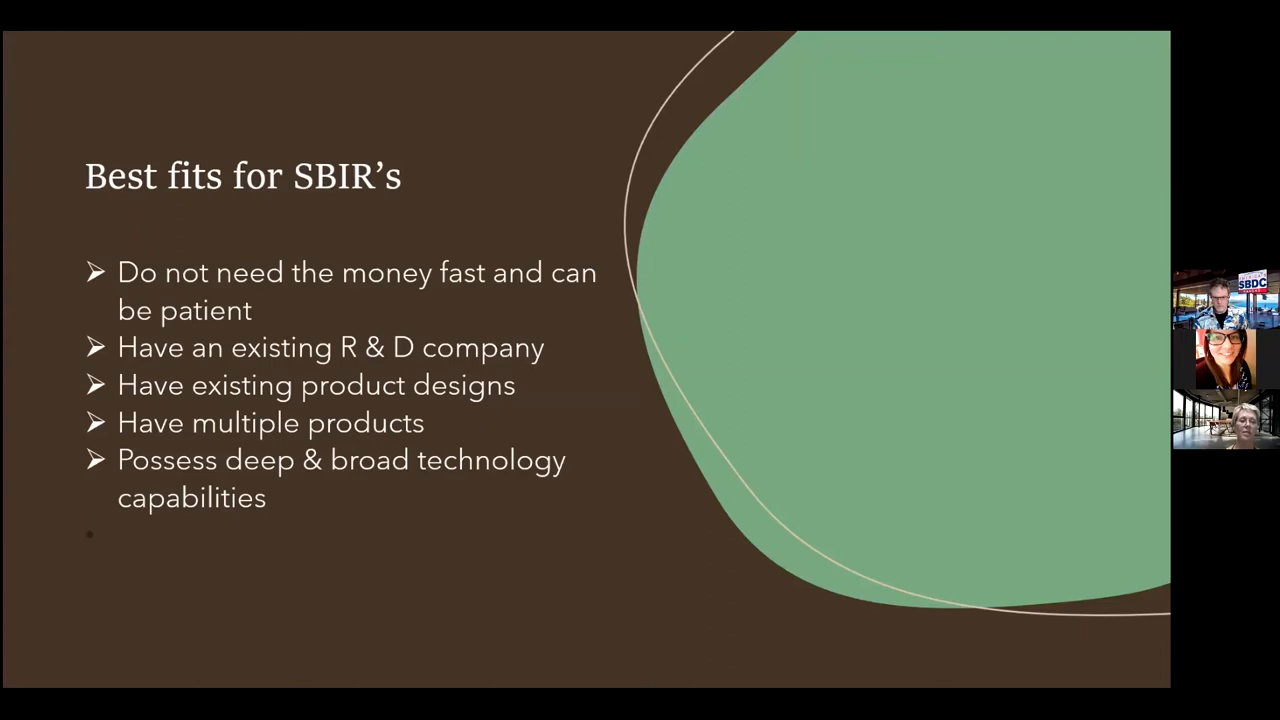 Best fits for SBIR’s
➢ Do not need the money fast and can
be patient
➢ Have an existing R & D company
➢ Have existing product designs
➢ Have multiple products
➢ Possess deep & broad technology
capabilities
SBDC